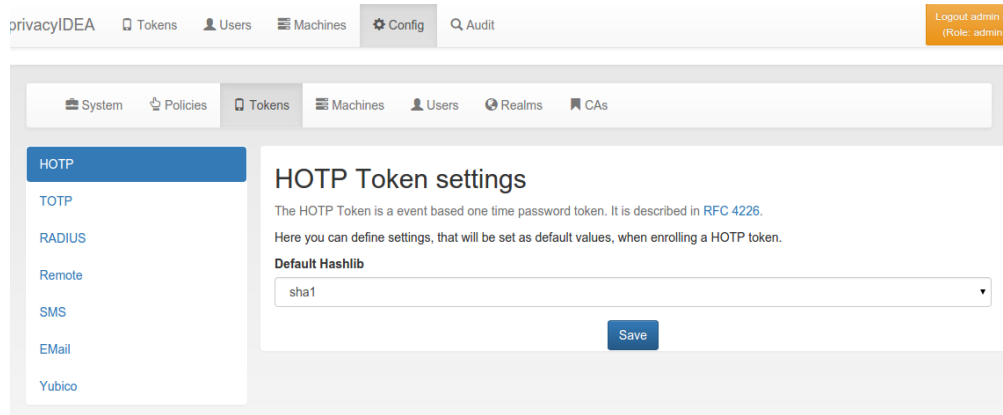 privacyIDEA Tokens Users Machines Config Audit
Logout admin
(Role: admin
System Policies Tokens Machines Users Realms CAs
HOTP
TOTP
RADIUS
Remote
SMS
EMail
Yubico
HOTP Token settings
The HOTP Token is a event based one time password token. It is described in RFC 4226.
Here you can define settings, that will be set as default values, when enrolling a HOTP token.
Default Hashlib
sha1
Save